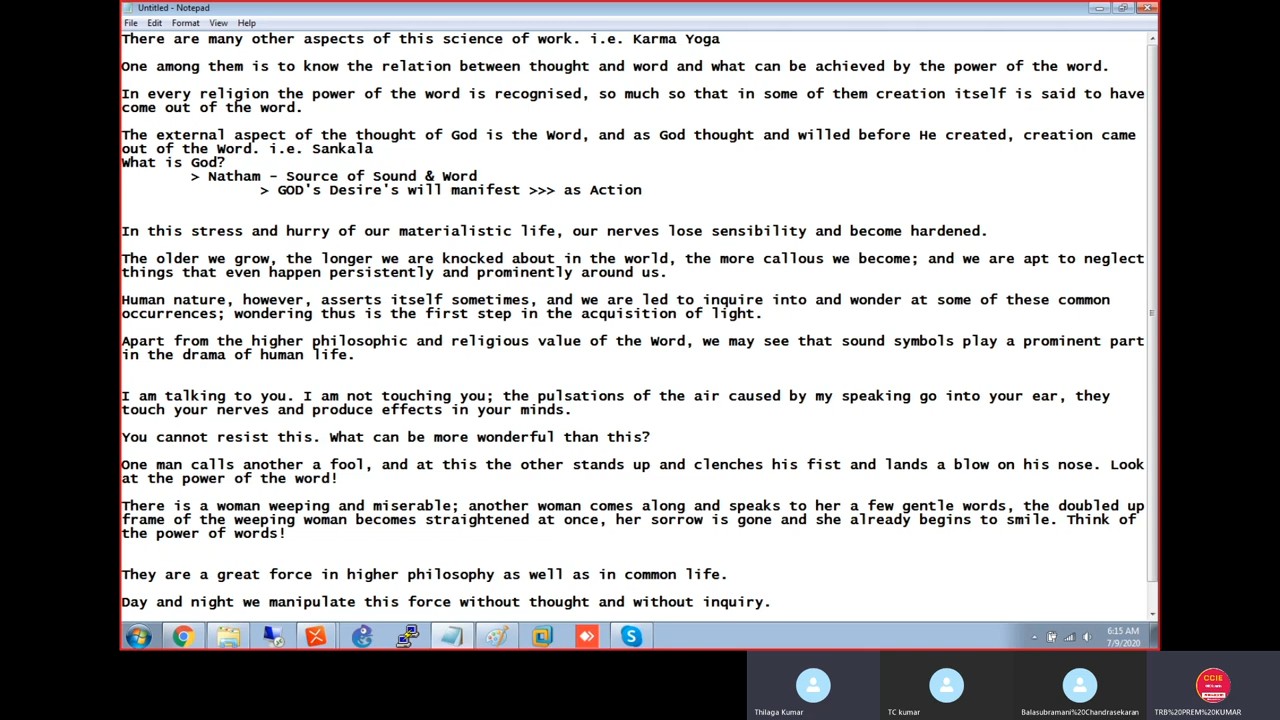 Untitled - Notepad
File Edit Format View Help
There are many other aspects of this science of work. i.e. Karma Yoga
One among them is to know the relation between thought and word and what can be achieved by the power of the word.
In every religion the power of the word is recognised, so much so that in some of them creation itself is said to have
come out of the word.
The external aspect of the thought of God is the Word, and as God thought and willed before He created, creation came
out of the Word. i.e. Sankala
What is God?
> Natham - Source of Sound & Word
> GOD's Desire's will manifest >>> as Action
In this stress and hurry of our materialistic life, our nerves lose sensibility and become hardened.
The older we grow, the longer we are knocked about in the world, the more callous we become; and we are apt to neglect
things that even happen persistently and prominently around us.
Human nature, however, asserts itself sometimes, and we are led to inquire into and wonder at some of these common
occurrences; wondering thus is the first step in the acquisition of light.
Apart from the higher philosophic and religious value of the Word, we may see that sound symbols play a prominent part
in the drama of human life.
I am talking to you. I am not touching you; the pulsations of the air caused by my speaking go into your ear, they
touch your nerves and produce effects in your minds.
You cannot resist this. What can be more wonderful than this?
One man calls another a fool, and at this the other stands up and clenches his fist and lands a blow on his nose. Look
at the power of the word!
There is a woman weeping and miserable; another woman comes along and speaks to her a few gentle words, the doubled up
frame of the weeping woman becomes straightened at once, her sorrow is gone and she already begins to smile. Think of
the power of words!
They are a great force in higher philosophy as well as in common life.
Day and night we manipulate this force without thought and without inquiry.
6:15 AM
7/9/2020
CCIE
Thilaga Kumar TC kumar Balasubramani%20Chandrasekaran TRB%20PREM%20KUMAR